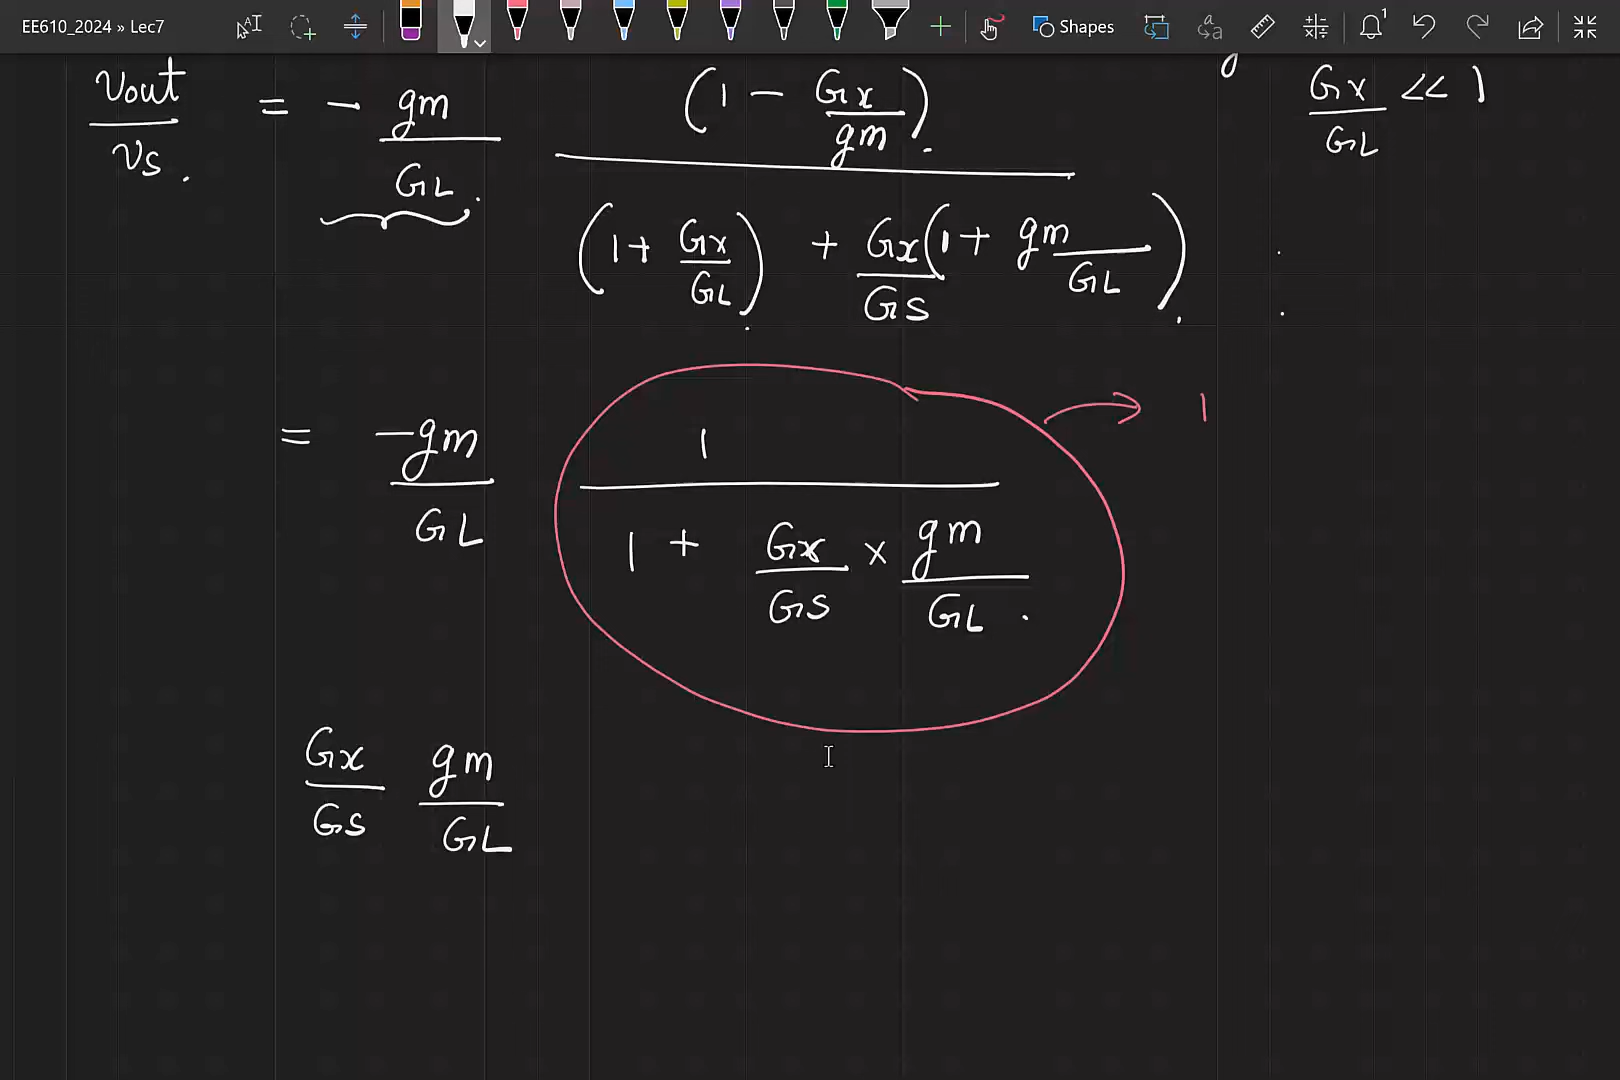 EE610_2024 » Lec7
Shapes
1
Vout / Vs. = - gm / GL. (1 - Gx / gm). / (1 + Gx / GL) + Gx / GS (1 + gm / GL).
Gx / GL << 1
= -gm / GL 1 / 1 + Gx / GS × gm / GL.
1
Gx / GS gm / GL